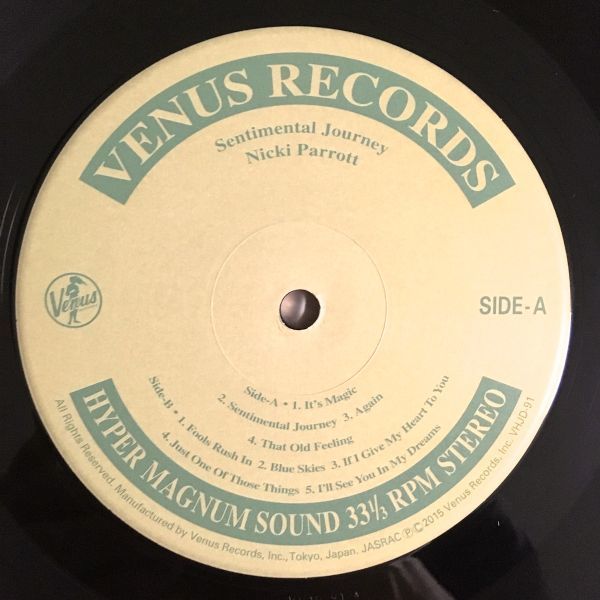 VENUS RECORDS
Sentimental Journey
Nicki Parrott
Venus
SIDE-A
Side-A • 1. It's Magic
2. Sentimental Journey 3. Again
4. That Old Feeling
Side-B • 1. Fools Rush In 2. Blue Skies 3. If I Give My Heart To You
4. Just One Of Those Things 5. I'll See You In My Dreams
HYPER MAGNUM SOUND 33⅓ RPM STEREO
All Rights Reserved. Manufactured by Venus Records, Inc., Tokyo, Japan. JASRAC Ⓟ©2015 Venus Records, Inc. VHJD-91